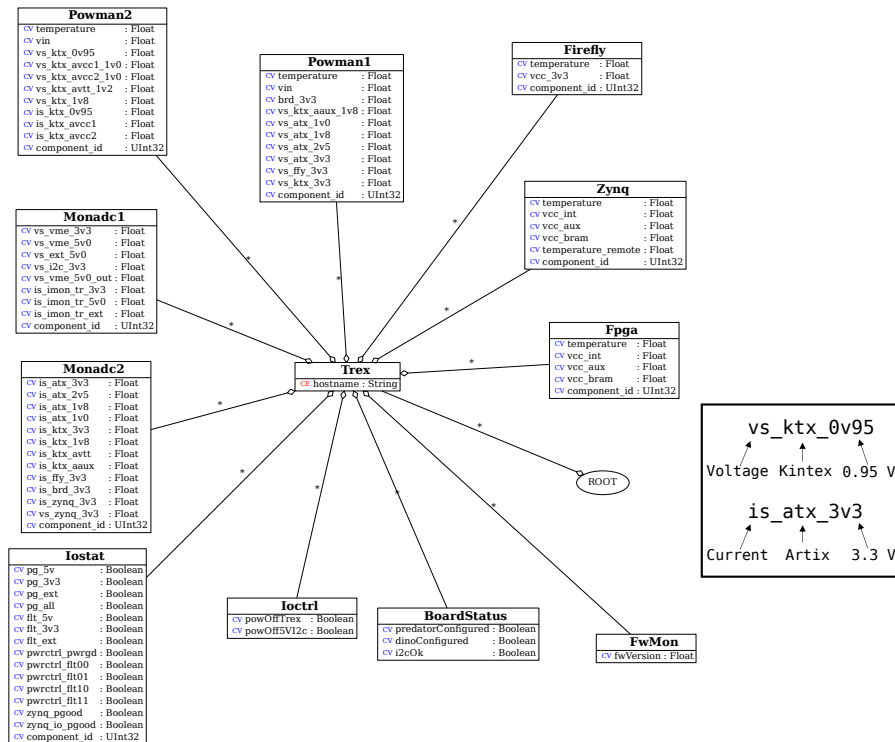 Powman2
CV temperature : Float
CV vin : Float
CV vs_ktx_0v95 : Float
CV vs_ktx_avcc1_1v0 : Float
CV vs_ktx_avcc2_1v0 : Float
CV vs_ktx_avtt_1v2 : Float
CV vs_ktx_1v8 : Float
CV is_ktx_0v95 : Float
CV is_ktx_avcc1 : Float
CV is_ktx_avcc2 : Float
CV component_id : UInt32
Powman1
CV temperature : Float
CV vin : Float
CV brd_3v3 : Float
CV vs_ktx_aaux_1v8 : Float
CV vs_atx_1v0 : Float
CV vs_atx_1v8 : Float
CV vs_atx_2v5 : Float
CV vs_atx_3v3 : Float
CV vs_ffy_3v3 : Float
CV vs_ktx_3v3 : Float
CV component_id : UInt32
Firefly
CV temperature : Float
CV vcc_3v3 : Float
CV component_id : UInt32
Zynq
CV temperature : Float
CV vcc_int : Float
CV vcc_aux : Float
CV vcc_bram : Float
CV temperature_remote : Float
CV component_id : UInt32
Monadc1
CV vs_vme_3v3 : Float
CV vs_vme_5v0 : Float
CV vs_ext_5v0 : Float
CV vs_i2c_3v3 : Float
CV vs_vme_5v0_out : Float
CV is_imon_tr_3v3 : Float
CV is_imon_tr_5v0 : Float
CV is_imon_tr_ext : Float
CV component_id : UInt32
Fpga
CV temperature : Float
CV vcc_int : Float
CV vcc_aux : Float
CV vcc_bram : Float
CV component_id : UInt32
Trex
CE hostname : String
Monadc2
CV is_atx_3v3 : Float
CV is_atx_2v5 : Float
CV is_atx_1v8 : Float
CV is_atx_1v0 : Float
CV is_ktx_3v3 : Float
CV is_ktx_1v8 : Float
CV is_ktx_avtt : Float
CV is_ktx_aaux : Float
CV is_ffy_3v3 : Float
CV is_brd_3v3 : Float
CV is_zynq_3v3 : Float
CV vs_zynq_3v3 : Float
CV component_id : UInt32
ROOT
vs_ktx_0v95
Voltage Kintex 0.95 V
is_atx_3v3
Current Artix 3.3 V
Iostat
CV pg_5v : Boolean
CV pg_3v3 : Boolean
CV pg_ext : Boolean
CV pg_all : Boolean
CV flt_5v : Boolean
CV flt_3v3 : Boolean
CV flt_ext : Boolean
CV pwrctrl_pwrgd : Boolean
CV pwrctrl_flt00 : Boolean
CV pwrctrl_flt01 : Boolean
CV pwrctrl_flt10 : Boolean
CV pwrctrl_flt11 : Boolean
CV zynq_pgood : Boolean
CV zynq_io_pgood : Boolean
CV component_id : UInt32
Ioctrl
CV powOffTrex : Boolean
CV powOff5VI2c : Boolean
BoardStatus
CV predatorConfigured : Boolean
CV dinoConfigured : Boolean
CV i2cOk : Boolean
FwMon
CV fwVersion : Float
*
*
*
*
*
*
*
*
*
*
*
*